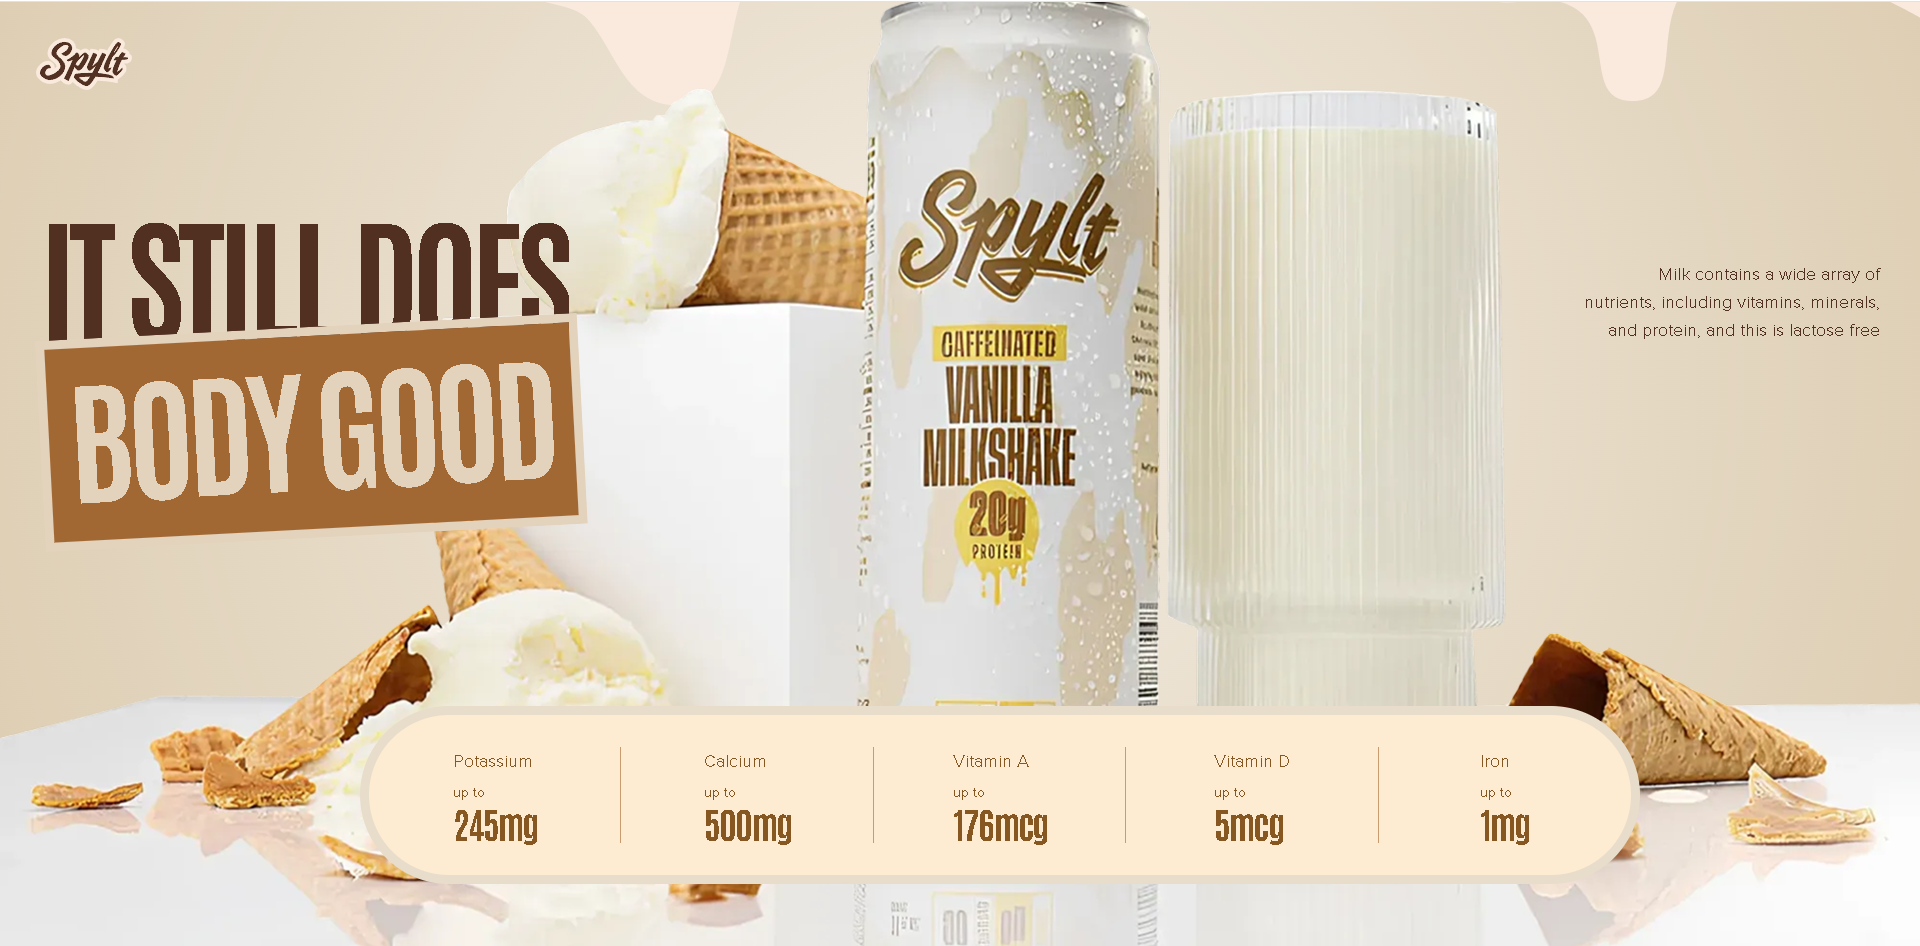 Spylt
IT STILL DOES
BODY GOOD
Spylt
CAFFEINATED
VANILLA
MILKSHAKE
20g
PROTEIN
Milk contains a wide array of
nutrients, including vitamins, minerals,
and protein, and this is lactose free
Potassium
up to
245mg
Calcium
up to
500mg
Vitamin A
up to
176mcg
Vitamin D
up to
5mcg
Iron
up to
1mg